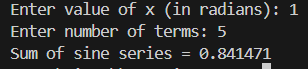 Enter value of x (in radians): 1
Enter number of terms: 5
Sum of sine series = 0.841471